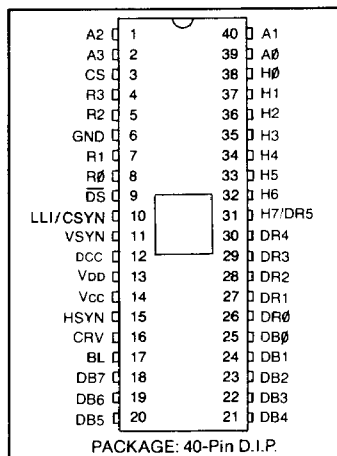 A2 1 40 A1
A3 2 39 AØ
CS 3 38 HØ
R3 4 37 H1
R2 5 36 H2
GND 6 35 H3
R1 7 34 H4
RØ 8 33 H5
D̅S̅ 9 32 H6
LLI/CSYN 10 31 H7/DR5
VSYN 11 30 DR4
DCC 12 29 DR3
VDD 13 28 DR2
VCC 14 27 DR1
HSYN 15 26 DRØ
CRV 16 25 DBØ
BL 17 24 DB1
DB7 18 23 DB2
DB6 19 22 DB3
DB5 20 21 DB4
PACKAGE: 40-Pin D.I.P.